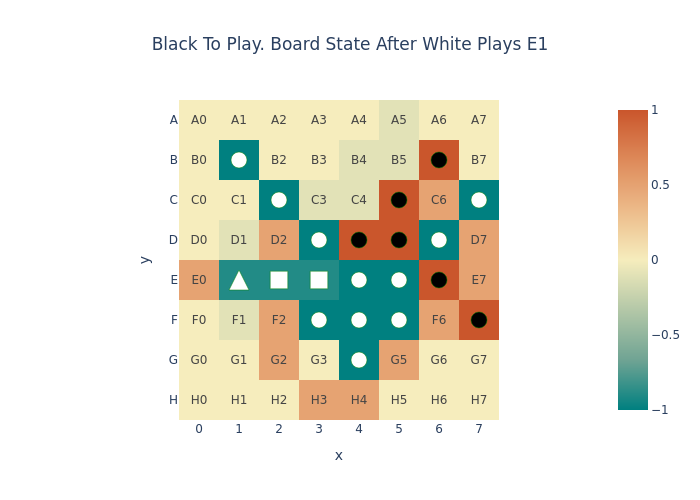 Black To Play. Board State After White Plays E1
A A0 A1 A2 A3 A4 A5 A6 A7
B B0 B2 B3 B4 B5 B7
C C0 C1 C3 C4 C6
D D0 D1 D2 D7
E E0 E7
F F0 F1 F2 F6
G G0 G1 G2 G3 G5 G6 G7
H H0 H1 H2 H3 H4 H5 H6 H7
0 1 2 3 4 5 6 7
x
y
1
0.5
0
−0.5
−1